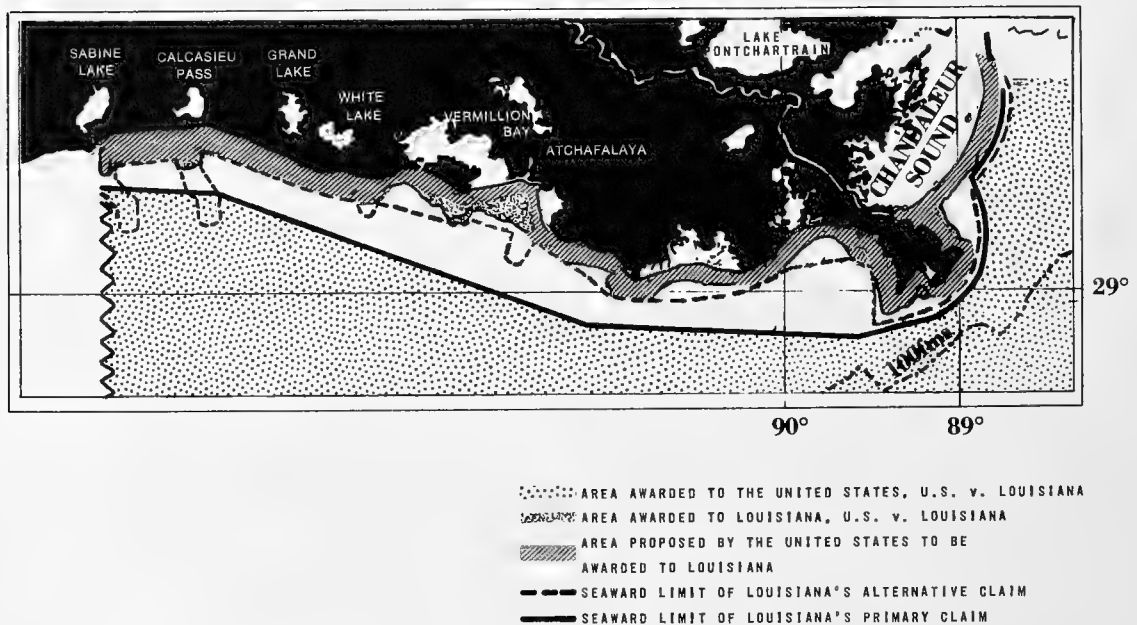 SABINE
LAKE
CALCASIEU
PASS
GRAND
LAKE
WHITE
LAKE
VERMILLION
BAY
ATCHAFALAYA
LAKE
PONTCHARTRAIN
CHANDALEUR
SOUND
29°
90°
89°
AREA AWARDED TO THE UNITED STATES, U.S. v. LOUISIANA
AREA AWARDED TO LOUISIANA, U.S. v. LOUISIANA
AREA PROPOSED BY THE UNITED STATES TO BE
AWARDED TO LOUISIANA
SEAWARD LIMIT OF LOUISIANA'S ALTERNATIVE CLAIM
SEAWARD LIMIT OF LOUISIANA'S PRIMARY CLAIM